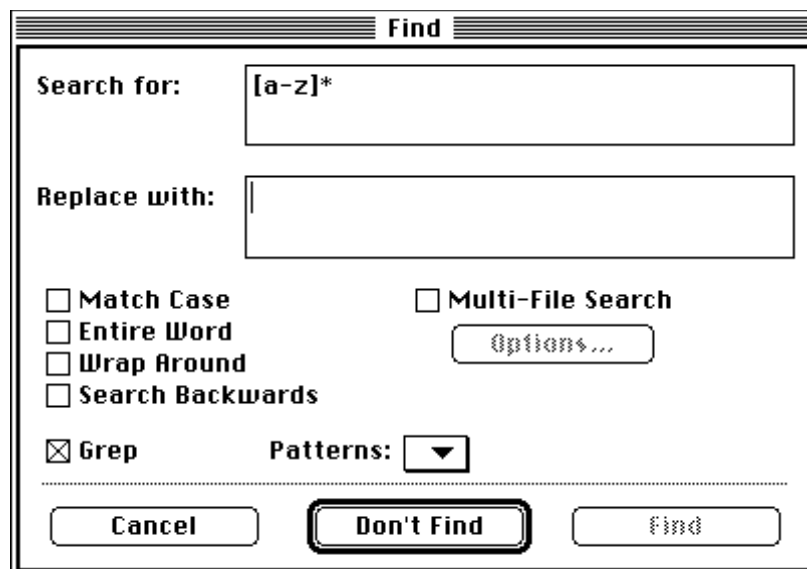 Find
Search for:
[a-z]*
Replace with:
Match Case
Multi-File Search
Entire Word
Options...
Wrap Around
Search Backwards
Grep
Patterns:
Cancel
Don't Find
Find